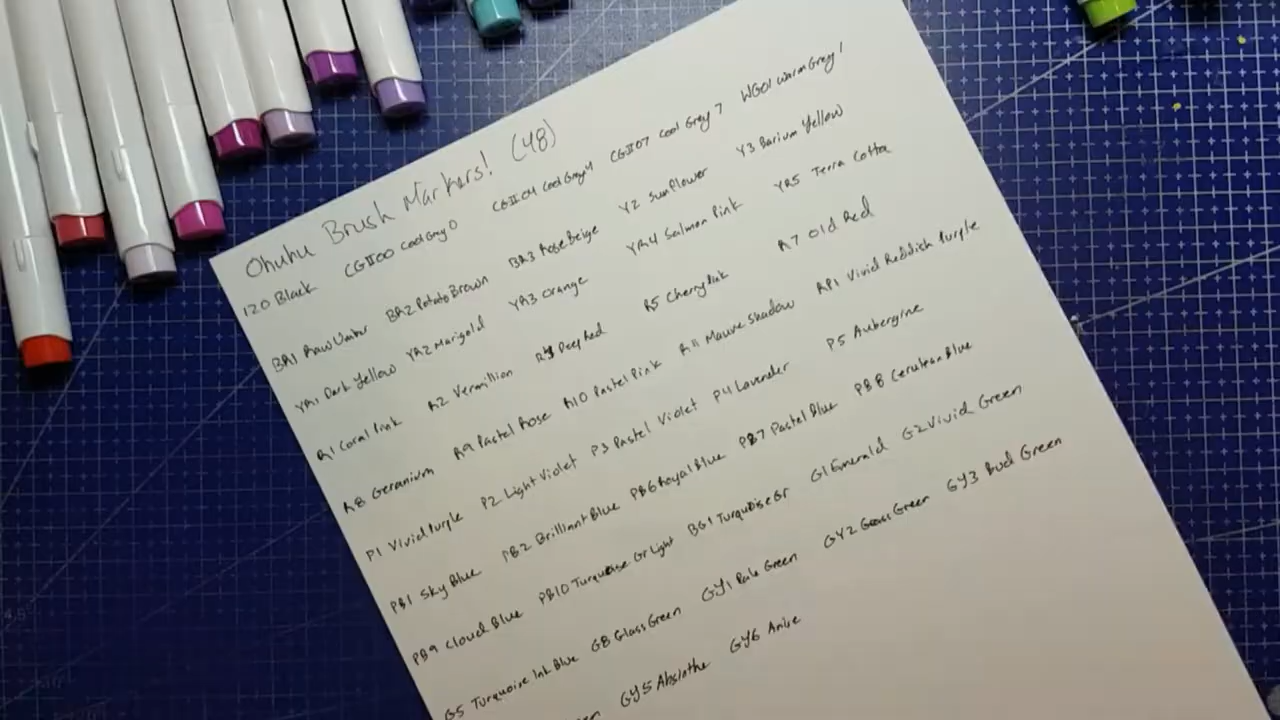 Ohuhu Brush Markers! (48)
120 Black CGII00 Cool Grey 0 CGII04 Cool Grey 4 CGII07 Cool Grey 7 WG01 Warm Grey 1
BR1 Raw Umber BR2 Potato Brown BR3 Rose Beige Y2 Sunflower Y3 Barium Yellow
YR1 Dark Yellow YR2 Marigold YR3 Orange YR4 Salmon Pink YR5 Terra Cotta
R1 Coral Pink R2 Vermillion R4 Deep Red R5 Cherry Pink R7 Old Red
R8 Geranium R9 Pastel Rose R10 Pastel Pink R11 Mauve Shadow RP1 Vivid Reddish Purple
P1 Vivid Purple P2 Light Violet P3 Pastel Violet P4 Lavender P5 Aubergine
PB1 Sky Blue PB2 Brilliant Blue PB6 Royal Blue PB7 Pastel Blue PB8 Cerulean Blue
PB9 Cloud Blue PB10 Turquoise Gr Light BG1 Turquoise Gr G1 Emerald G2 Vivid Green
G5 Turquoise Ink Blue G8 Glass Green GY1 Pale Green GY2 Grass Green GY3 Bud Green
GY5 Absinthe GY6 Anise